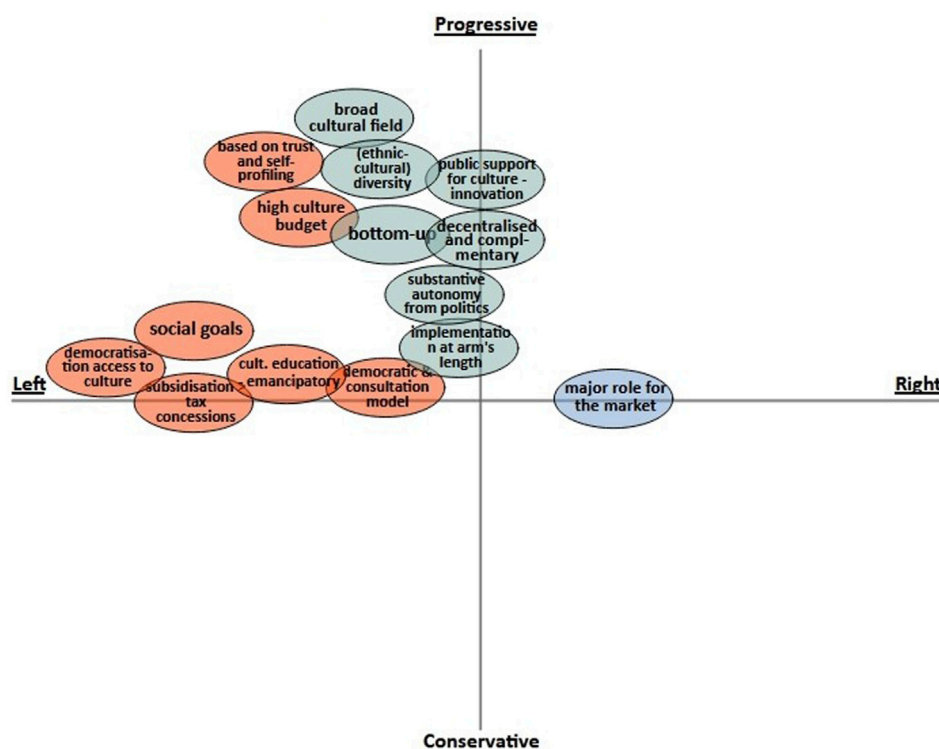 Progressive
broad
cultural field
based on trust
and self-
profiling
(ethnic-
cultural)
diversity
public support
for culture -
innovation
high culture
budget
bottom-up
decentralised
and compl-
mentary
substantive
autonomy
from politics
social goals
implementatio
n at arm's
length
democratisa-
tion access to
culture
cult. education
- emancipatory
democratic &
consultation
model
Left
subsidisation -
tax
concessions
major role for
the market
Right
Conservative